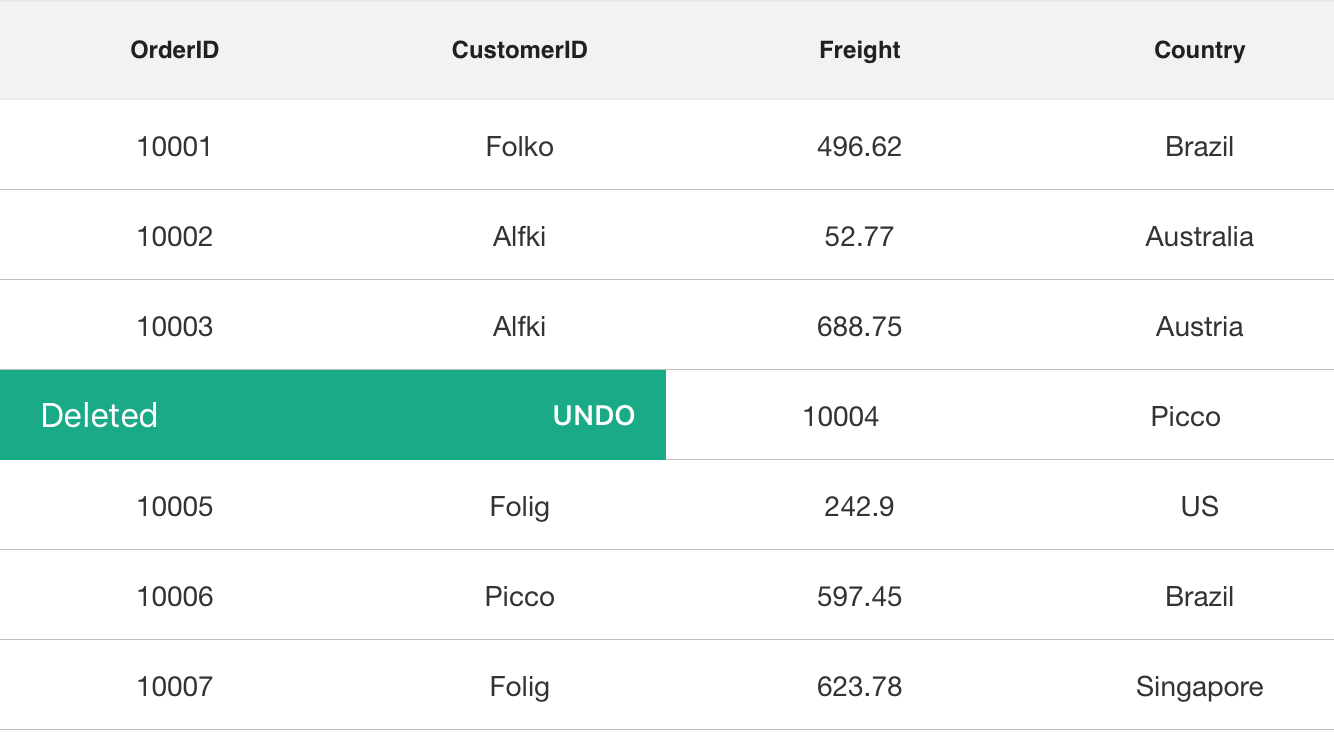 OrderID CustomerID Freight Country
10001 Folko 496.62 Brazil
10002 Alfki 52.77 Australia
10003 Alfki 688.75 Austria
Deleted UNDO 10004 Picco
10005 Folig 242.9 US
10006 Picco 597.45 Brazil
10007 Folig 623.78 Singapore